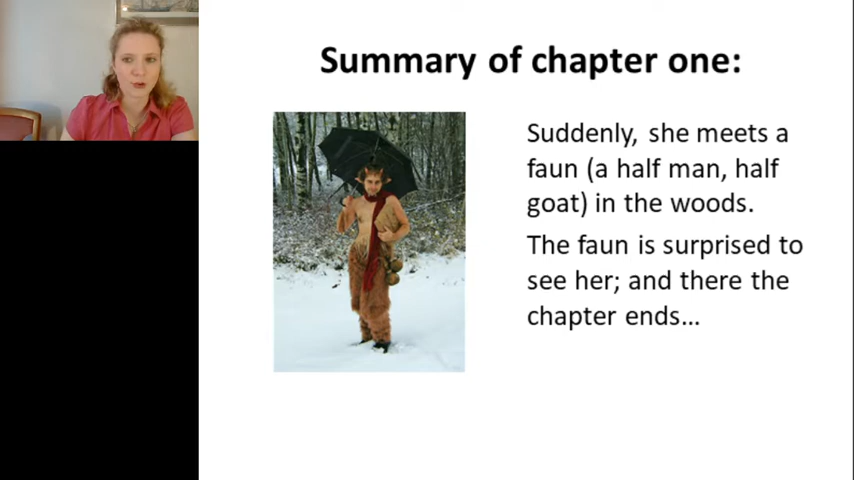 Summary of chapter one:
Suddenly, she meets a
faun (a half man, half
goat) in the woods.
The faun is surprised to
see her; and there the
chapter ends...